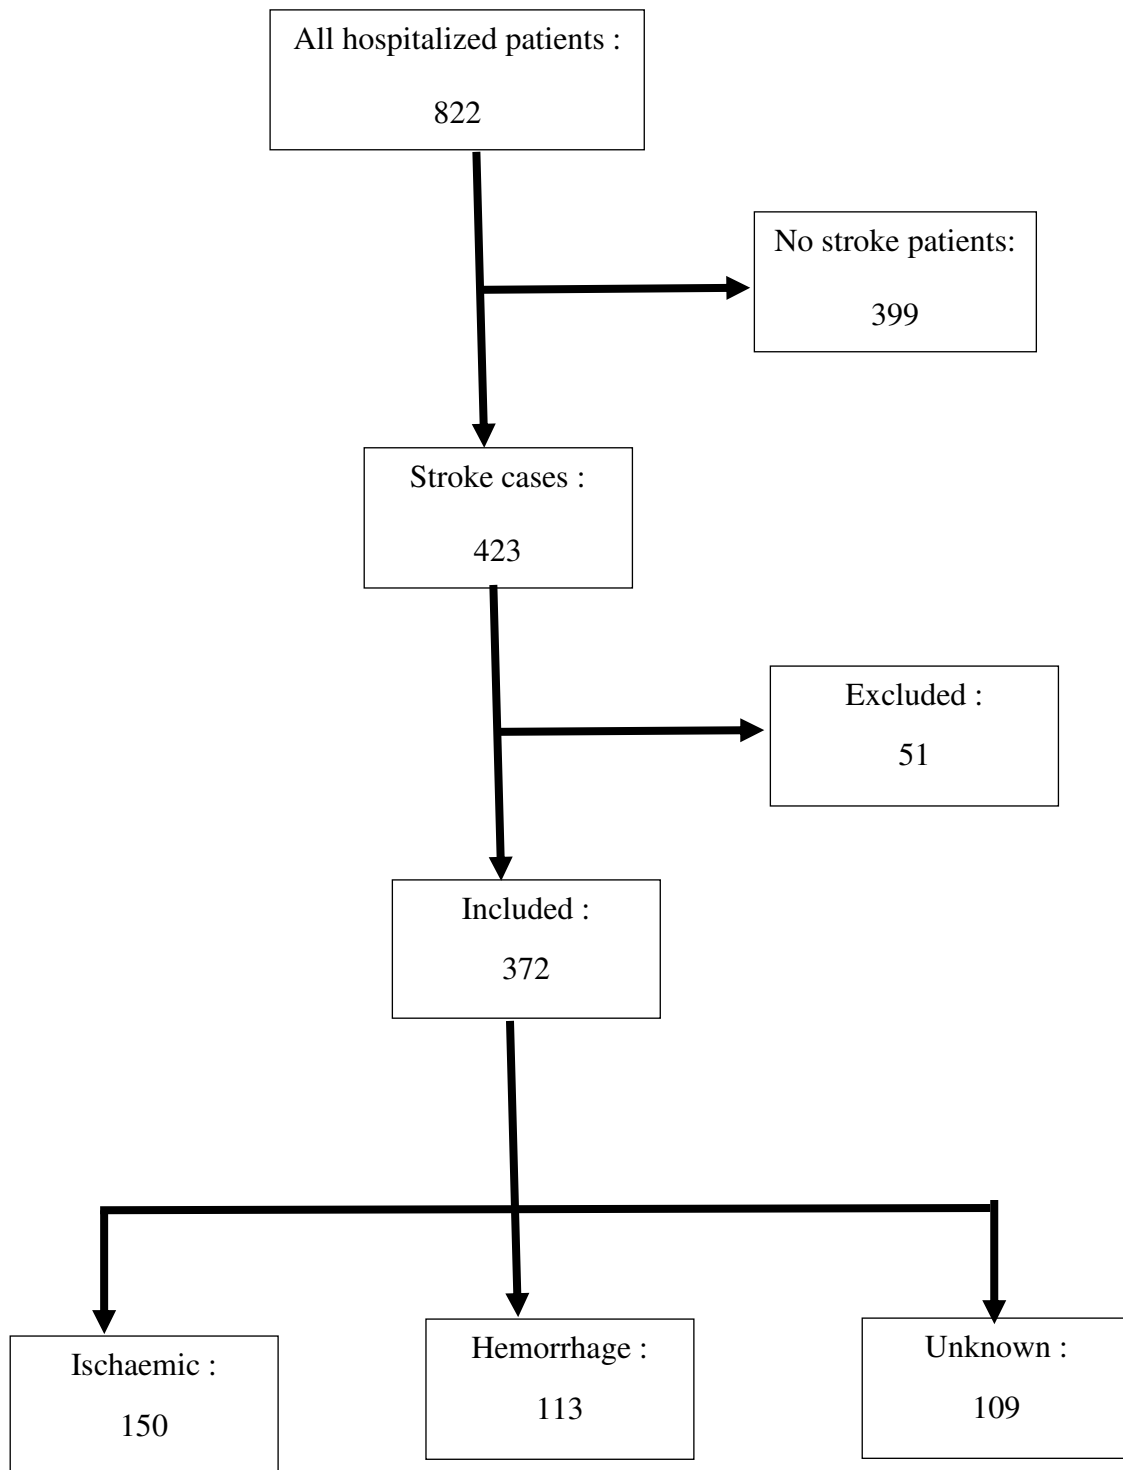 All hospitalized patients :
822
No stroke patients:
399
Stroke cases :
423
Excluded :
51
Included :
372
Ischaemic :
150
Hemorrhage :
113
Unknown :
109